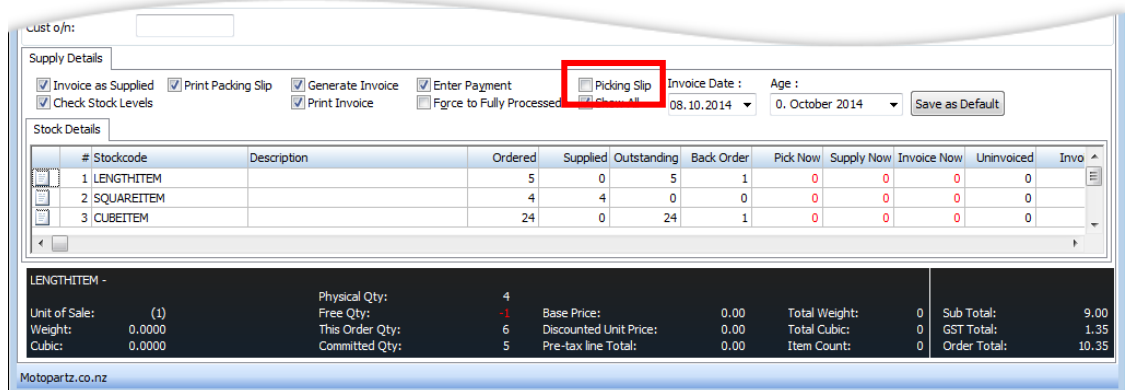 Cust o/n:
Supply Details
Invoice as Supplied Print Packing Slip Generate Invoice Enter Payment Picking Slip Invoice Date : Age :
Check Stock Levels Print Invoice Force to Fully Processed Show All 08.10.2014 0. October 2014 Save as Default
Stock Details
# Stockcode Description Ordered Supplied Outstanding Back Order Pick Now Supply Now Invoice Now Uninvoiced Invo
1 LENGTHITEM 5 0 5 1 0 0 0 0
2 SQUAREITEM 4 4 0 0 0 0 0 0
3 CUBEITEM 24 0 24 1 0 0 0 0
LENGTHITEM -
Physical Qty: 4
Unit of Sale: (1) Free Qty: -1 Base Price: 0.00 Total Weight: 0 Sub Total: 9.00
Weight: 0.0000 This Order Qty: 6 Discounted Unit Price: 0.00 Total Cubic: 0 GST Total: 1.35
Cubic: 0.0000 Committed Qty: 5 Pre-tax line Total: 0.00 Item Count: 0 Order Total: 10.35
Motopartz.co.nz